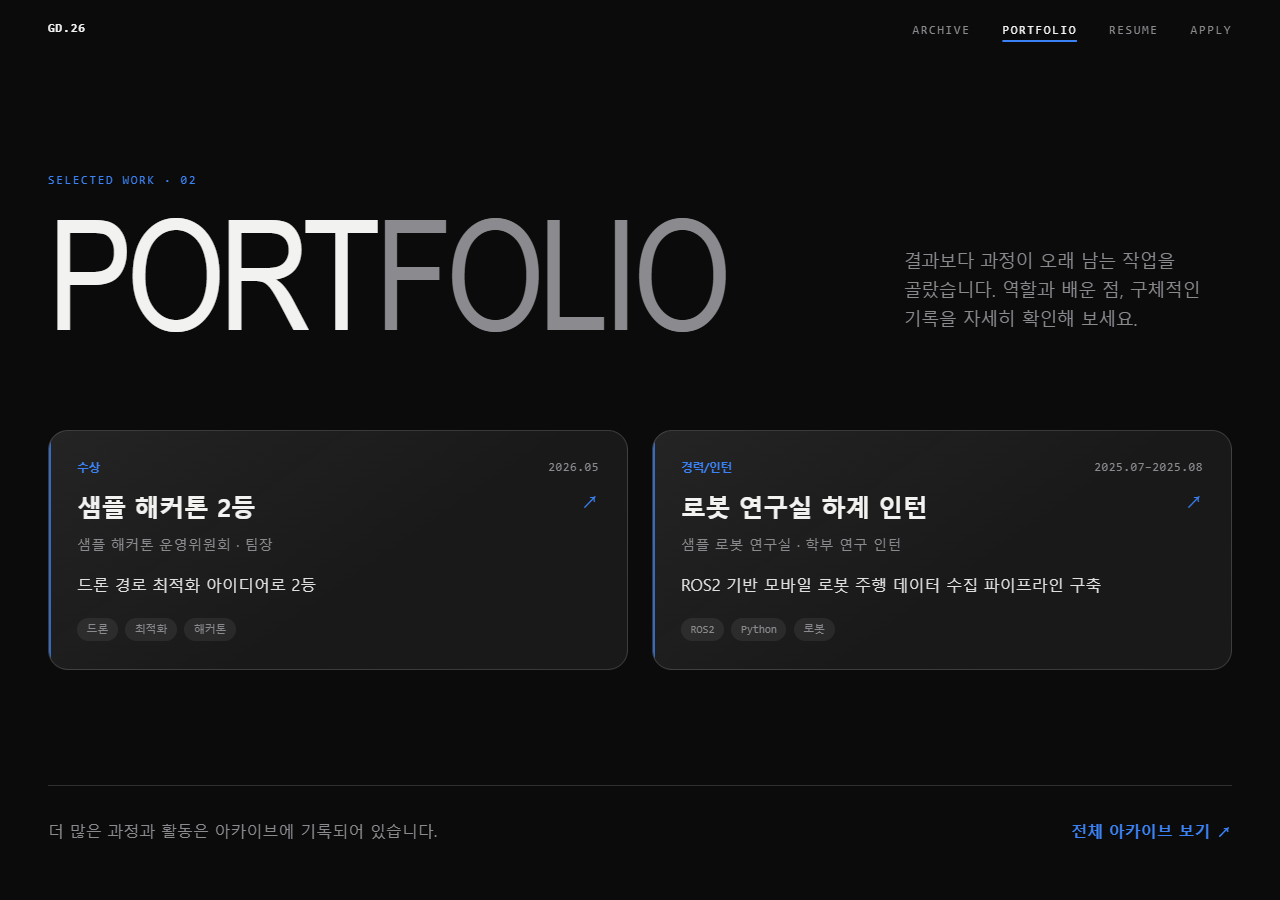 GD.26
ARCHIVE PORTFOLIO RESUME APPLY
SELECTED WORK · 02
PORTFOLIO
결과보다 과정이 오래 남는 작업을
골랐습니다. 역할과 배운 점, 구체적인
기록을 자세히 확인해 보세요.
수상 2026.05
샘플 해커톤 2등 ↗
샘플 해커톤 운영위원회 · 팀장
드론 경로 최적화 아이디어로 2등
드론 최적화 해커톤
경력/인턴 2025.07–2025.08
로봇 연구실 하계 인턴 ↗
샘플 로봇 연구실 · 학부 연구 인턴
ROS2 기반 모바일 로봇 주행 데이터 수집 파이프라인 구축
ROS2 Python 로봇
더 많은 과정과 활동은 아카이브에 기록되어 있습니다.
전체 아카이브 보기 ↗